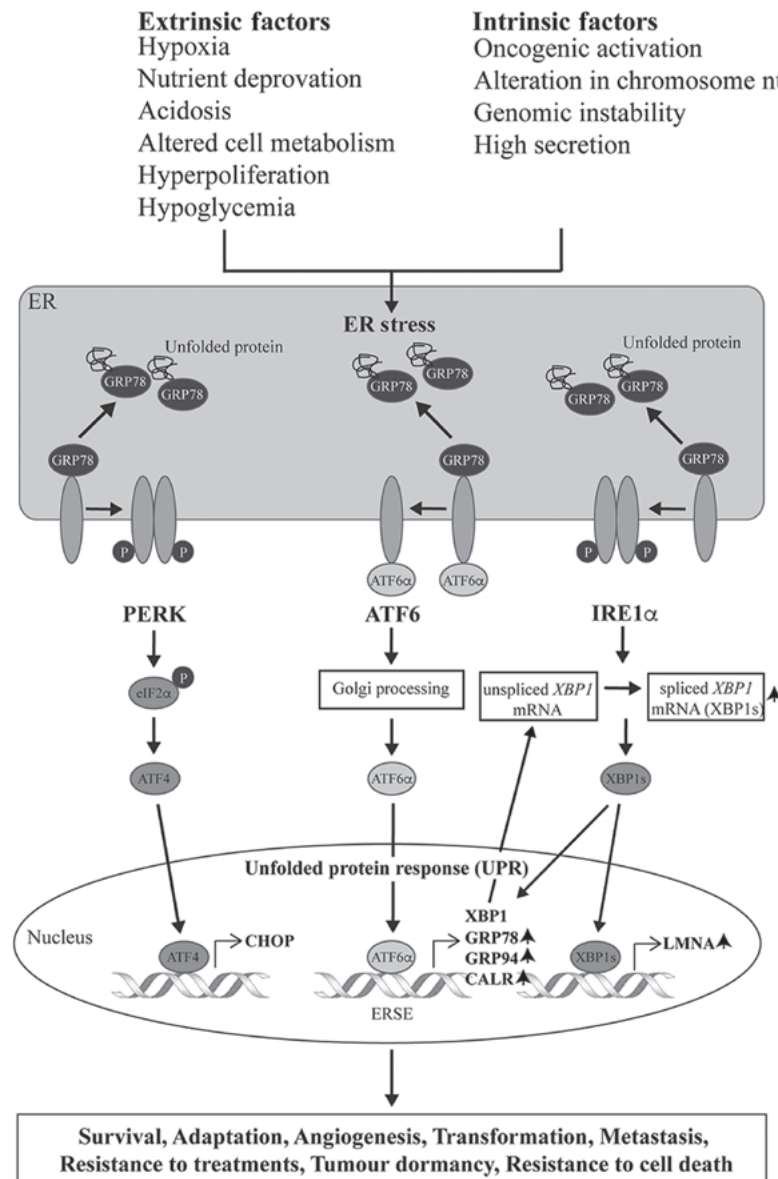 Extrinsic factors
Hypoxia
Nutrient deprovation
Acidosis
Altered cell metabolism
Hyperpoliferation
Hypoglycemia
Intrinsic factors
Oncogenic activation
Alteration in chromosome nu
Genomic instability
High secretion
ER
ER stress
Unfolded protein
GRP78
GRP78
GRP78
GRP78
GRP78
Unfolded protein
GRP78
GRP78
GRP78
GRP78
P
P
ATF6α
ATF6α
P
P
PERK
ATF6
IRE1α
eIF2α
P
Golgi processing
unspliced XBP1
mRNA
spliced XBP1
mRNA (XBP1s)
ATF4
ATF6α
XBP1s
Unfolded protein response (UPR)
Nucleus
ATF4
CHOP
ATF6α
ERSE
XBP1
GRP78
GRP94
CALR
XBP1s
LMNA
Survival, Adaptation, Angiogenesis, Transformation, Metastasis,
Resistance to treatments, Tumour dormancy, Resistance to cell death